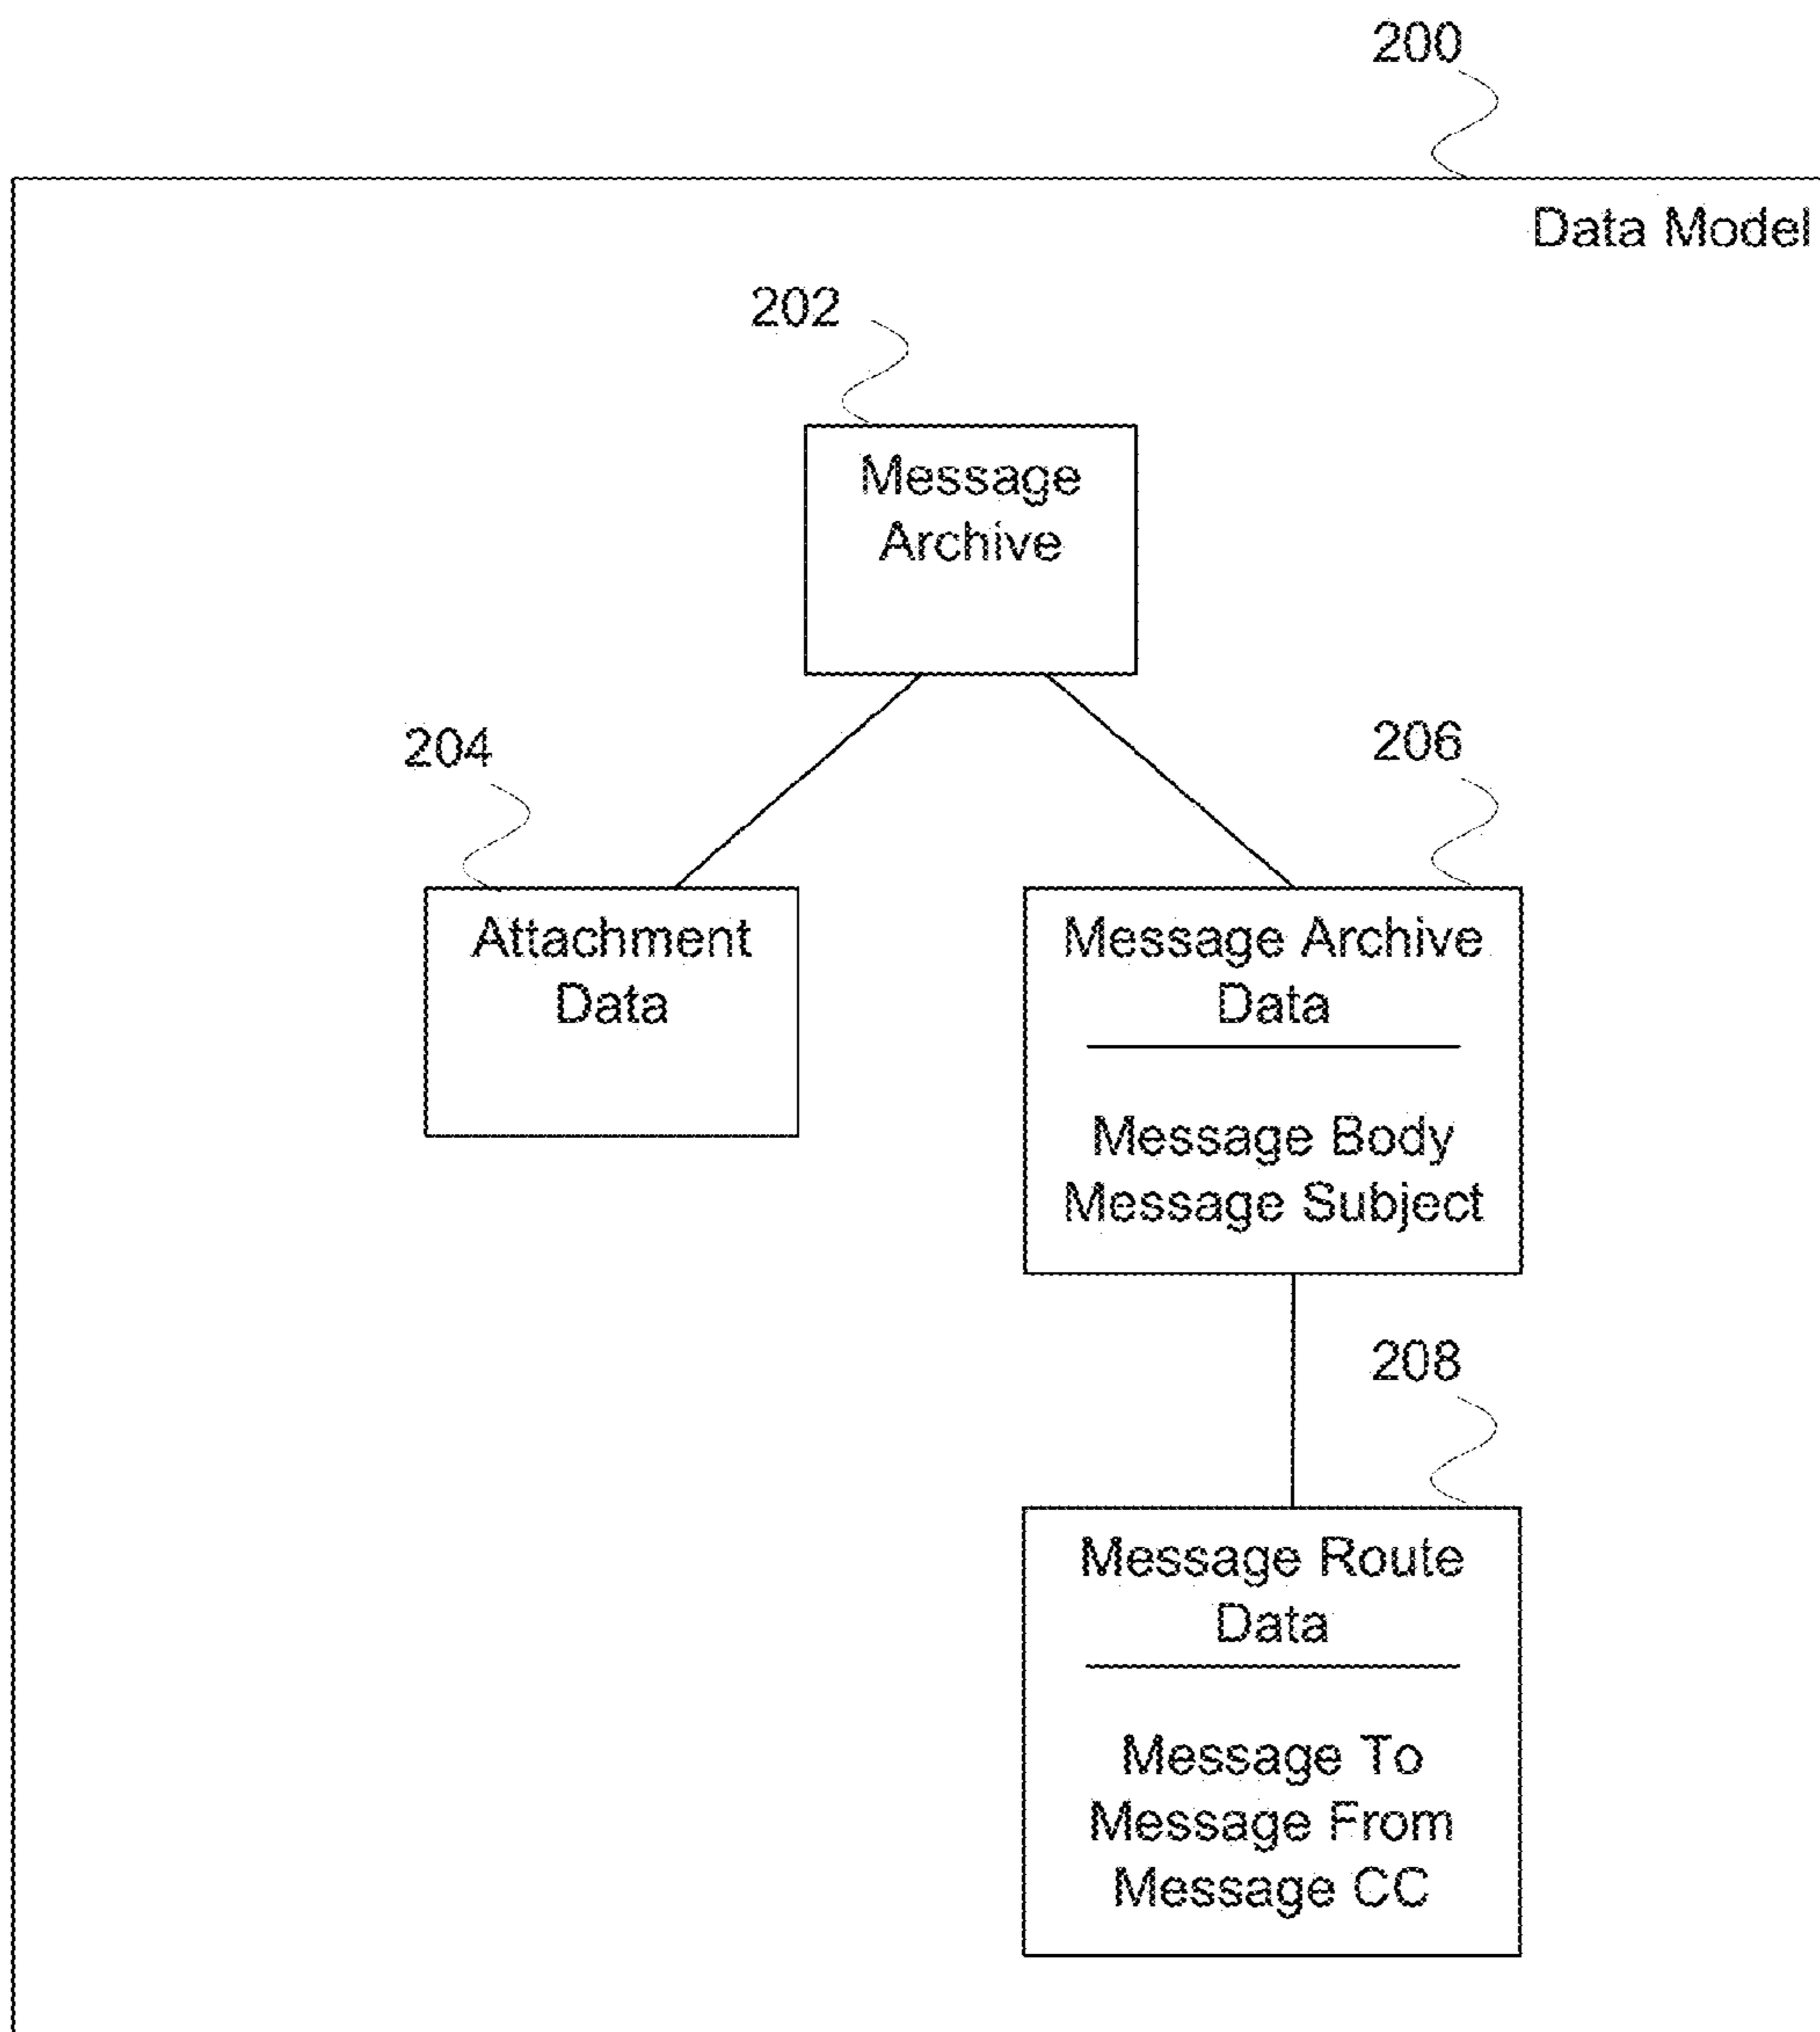 200
Data Model
202
Message
Archive
204
206
Attachment
Data
Message Archive
Data
Message Body
Message Subject
208
Message Route
Data
Message To
Message From
Message CC